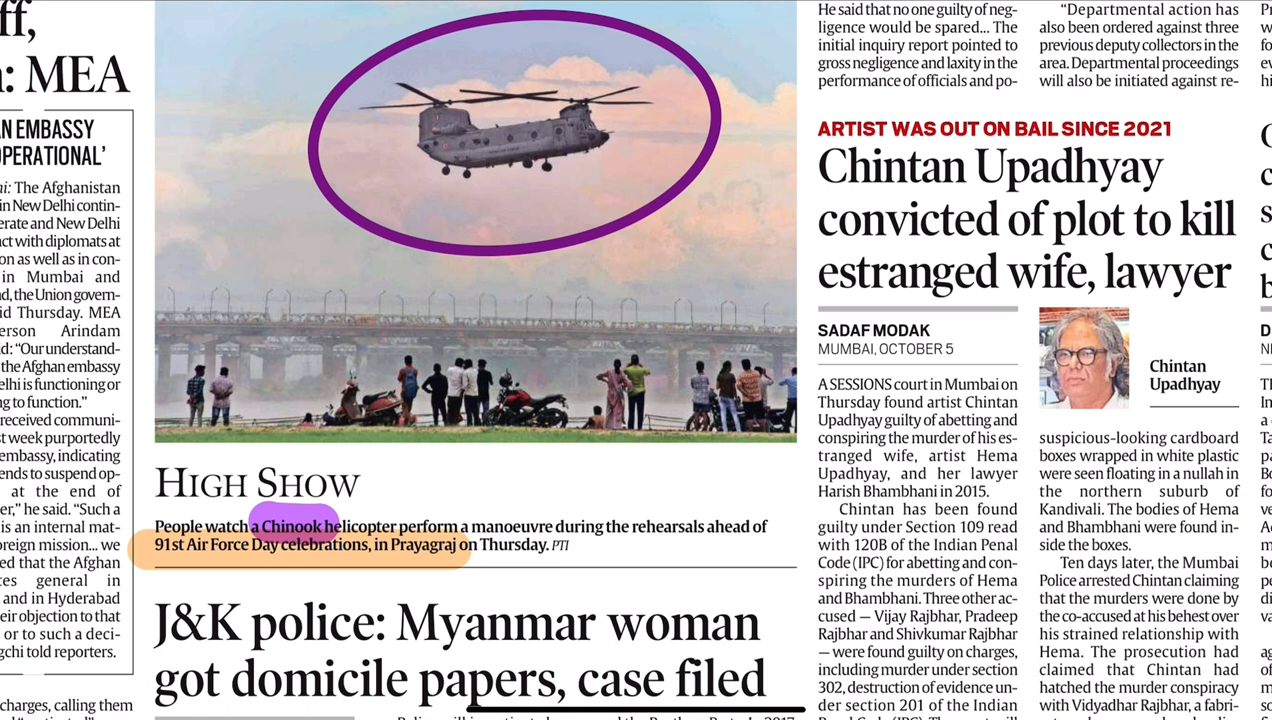 ff,
: MEA
AN EMBASSY
OPERATIONAL’
hi: The Afghanistan
in New Delhi contin-
erate and New Delhi
act with diplomats at
on as well as in con-
in Mumbai and
ad, the Union govern-
id Thursday. MEA
erson Arindam
d: “Our understand-
the Afghan embassy
elhi is functioning or
ng to function.”
received communi-
st week purportedly
embassy, indicating
ends to suspend op-
at the end of
er,” he said. “Such a
is an internal mat-
oreign mission... we
ed that the Afghan
tes general in
and in Hyderabad
eir objection to that
or to such a deci-
gchi told reporters.
charges, calling them
HIGH SHOW
People watch a Chinook helicopter perform a manoeuvre during the rehearsals ahead of
91st Air Force Day celebrations, in Prayagraj on Thursday. PTI
J&K police: Myanmar woman
got domicile papers, case filed
He said that no one guilty of neg-
ligence would be spared... The
initial inquiry report pointed to
gross negligence and laxity in the
performance of officials and po-
“Departmental action has
also been ordered against three
previous deputy collectors in the
area. Departmental proceedings
will also be initiated against re-
ARTIST WAS OUT ON BAIL SINCE 2021
Chintan Upadhyay
convicted of plot to kill
estranged wife, lawyer
SADAF MODAK
MUMBAI, OCTOBER 5
A SESSIONS court in Mumbai on
Thursday found artist Chintan
Upadhyay guilty of abetting and
conspiring the murder of his es-
tranged wife, artist Hema
Upadhyay, and her lawyer
Harish Bhambhani in 2015.
Chintan has been found
guilty under Section 109 read
with 120B of the Indian Penal
Code (IPC) for abetting and con-
spiring the murders of Hema
and Bhambhani. Three other ac-
cused — Vijay Rajbhar, Pradeep
Rajbhar and Shivkumar Rajbhar
— were found guilty on charges,
including murder under section
302, destruction of evidence un-
der section 201 of the Indian
Chintan
Upadhyay
suspicious-looking cardboard
boxes wrapped in white plastic
were seen floating in a nullah in
the northern suburb of
Kandivali. The bodies of Hema
and Bhambhani were found in-
side the boxes.
Ten days later, the Mumbai
Police arrested Chintan claiming
that the murders were done by
the co-accused at his behest over
his strained relationship with
Hema. The prosecution had
claimed that Chintan had
hatched the murder conspiracy
with Vidyadhar Rajbhar, a fabri-